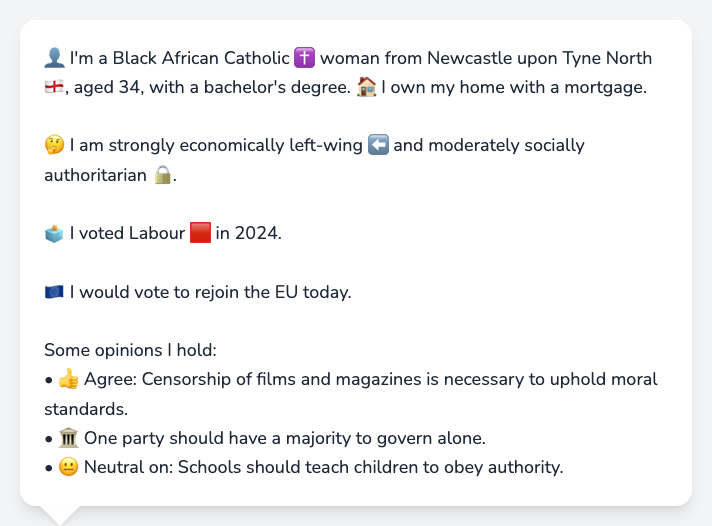 👤 I'm a Black African Catholic ✝️ woman from Newcastle upon Tyne North
🏴󠁧󠁢󠁥󠁮󠁧󠁿, aged 34, with a bachelor's degree. 🏠 I own my home with a mortgage.
🤔 I am strongly economically left-wing ⬅️ and moderately socially
authoritarian 🔒.
🗳️ I voted Labour 🟥 in 2024.
🇪🇺 I would vote to rejoin the EU today.
Some opinions I hold:
• 👍 Agree: Censorship of films and magazines is necessary to uphold moral
standards.
• 🏛️ One party should have a majority to govern alone.
• 😐 Neutral on: Schools should teach children to obey authority.